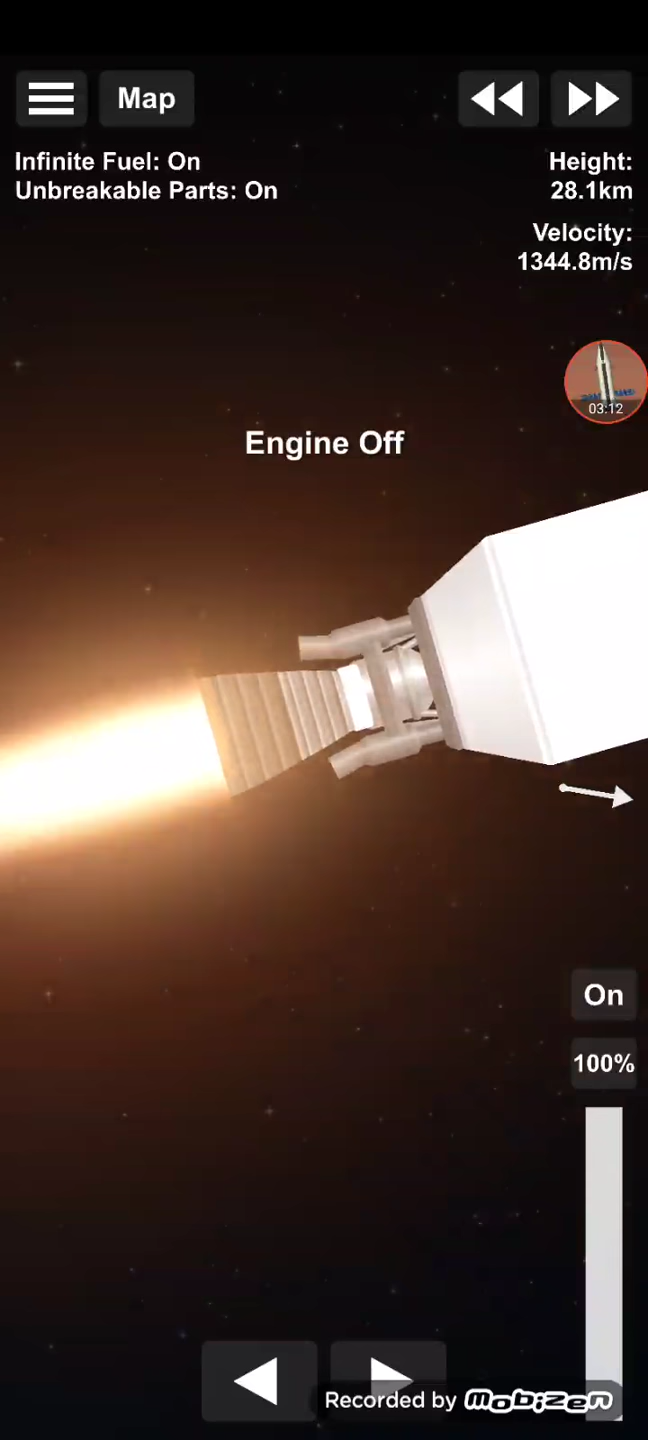 Map
Infinite Fuel: On
Unbreakable Parts: On
Height:
28.1km
Velocity:
1344.8m/s
03:12
Engine Off
On
100%
Recorded by mobizen